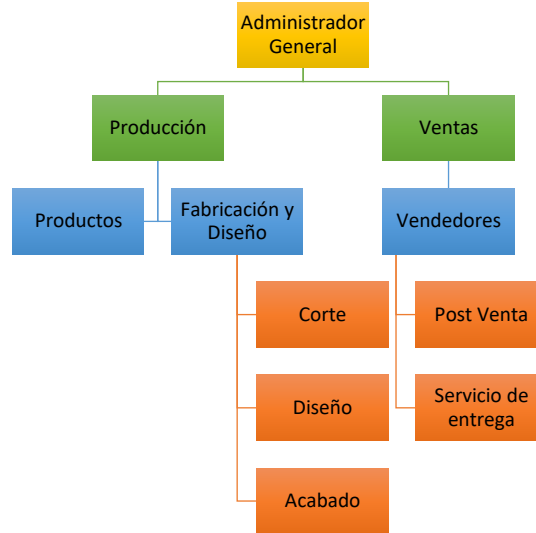 Administrador
General
Producción
Ventas
Productos
Fabricación y
Diseño
Vendedores
Corte
Post Venta
Diseño
Servicio de
entrega
Acabado